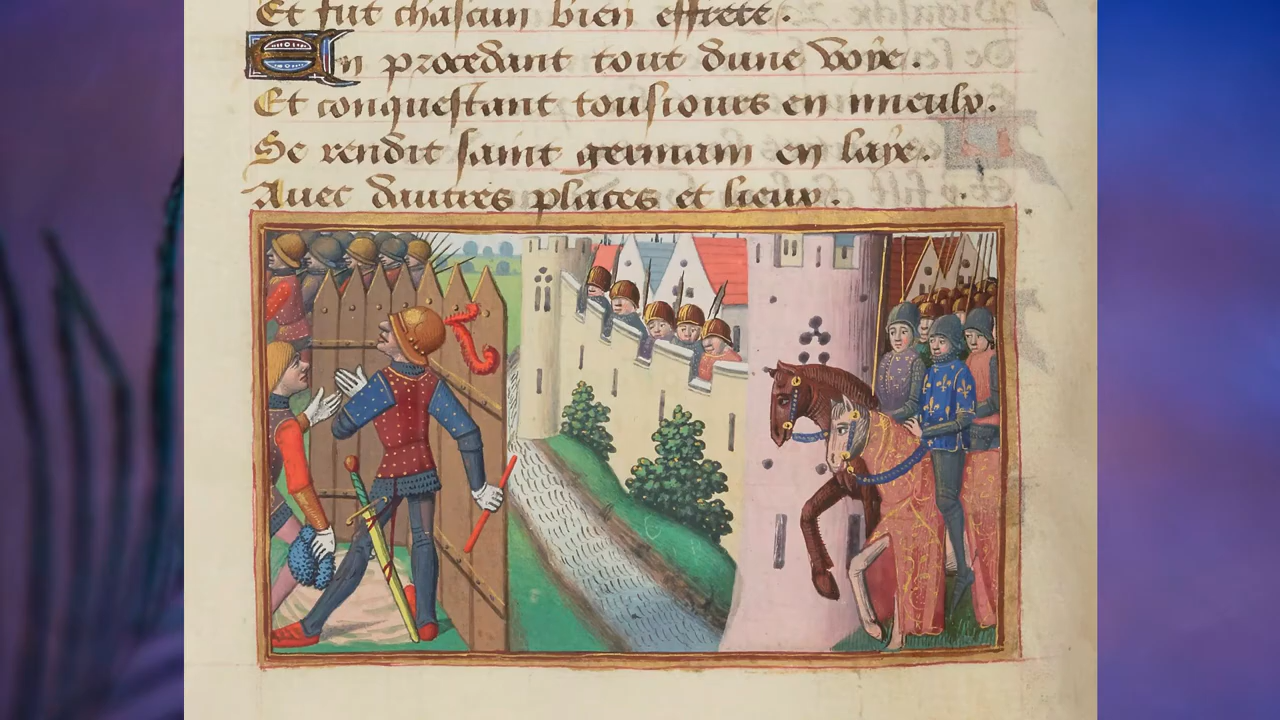 Et fut chascun bien effrete.
En procedant tout dune voye.
Et conquestant tousiours en mieulx.
Se rendit saint germain en laye.
Avec dautres places et lieux.